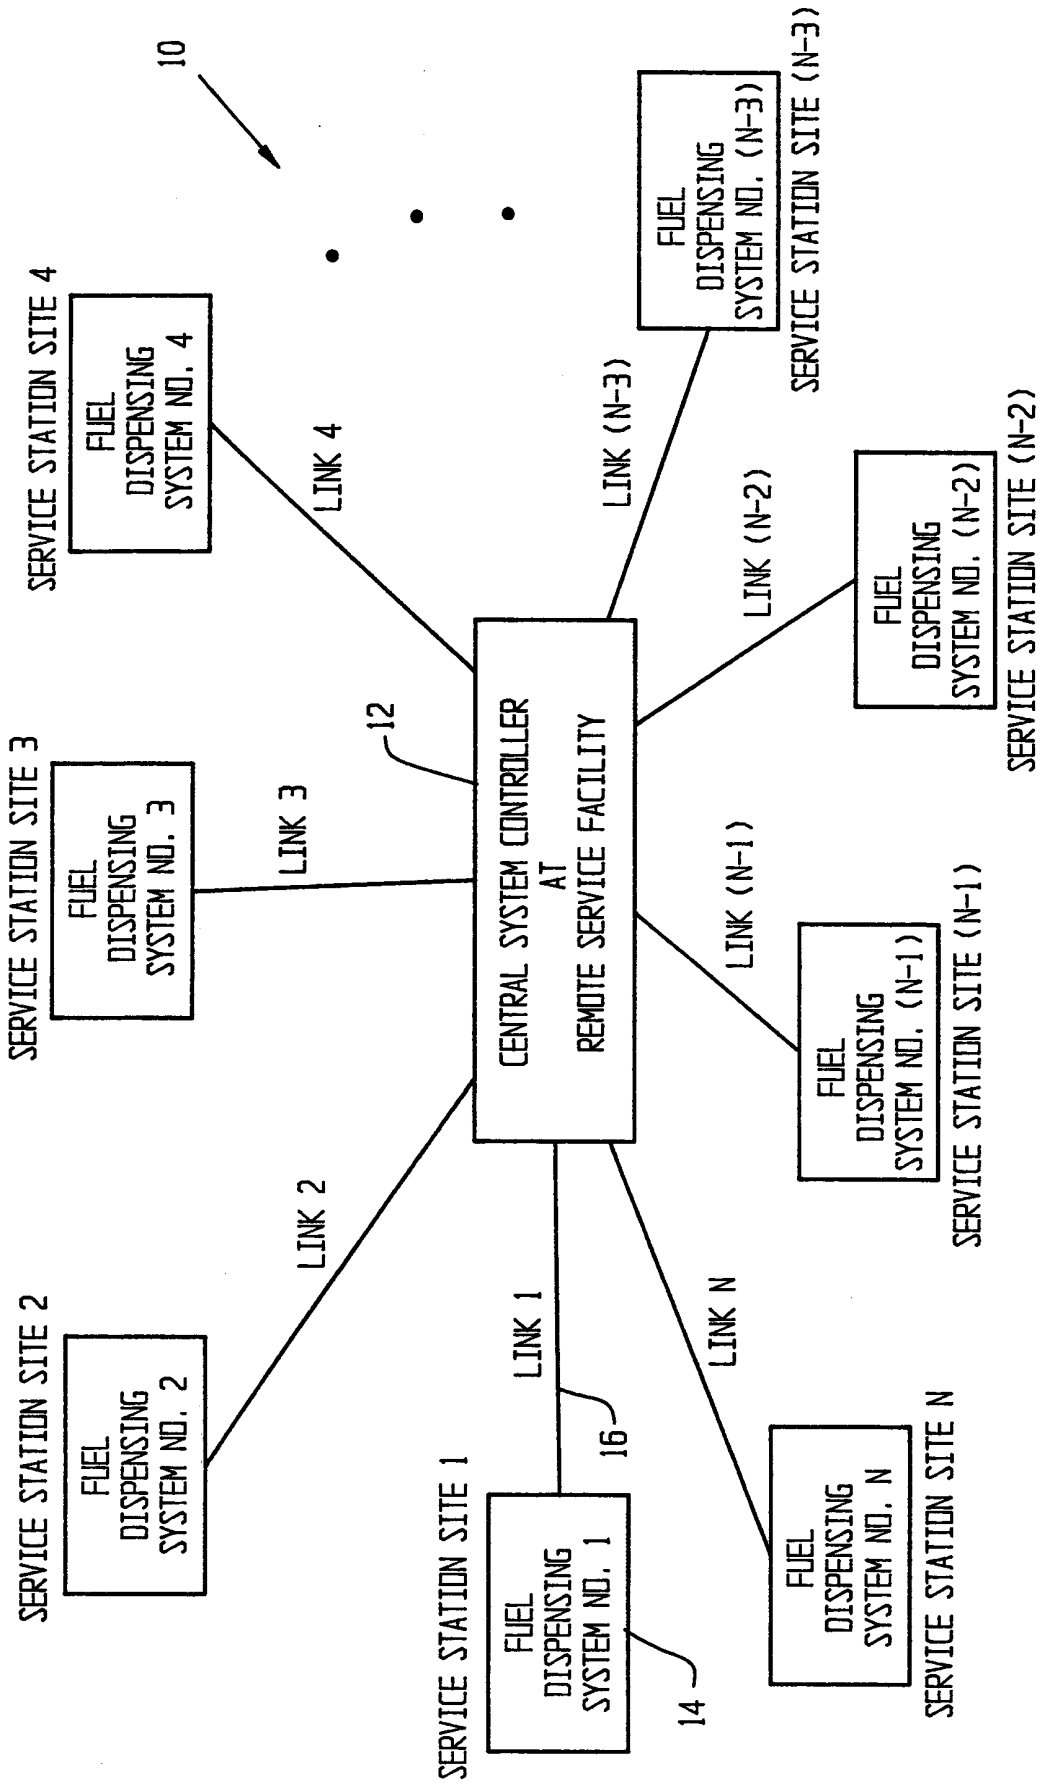 10
SERVICE STATION SITE 2
FUEL
DISPENSING
SYSTEM NO. 2
LINK 2
SERVICE STATION SITE 3
FUEL
DISPENSING
SYSTEM NO. 3
LINK 3
SERVICE STATION SITE 4
FUEL
DISPENSING
SYSTEM NO. 4
LINK 4
SERVICE STATION SITE 1
FUEL
DISPENSING
SYSTEM NO. 1
14
LINK 1
16
12
CENTRAL SYSTEM CONTROLLER
AT
REMOTE SERVICE FACILITY
LINK N
FUEL
DISPENSING
SYSTEM NO. N
SERVICE STATION SITE N
LINK (N-1)
FUEL
DISPENSING
SYSTEM NO. (N-1)
SERVICE STATION SITE (N-1)
LINK (N-2)
FUEL
DISPENSING
SYSTEM NO. (N-2)
SERVICE STATION SITE (N-2)
LINK (N-3)
FUEL
DISPENSING
SYSTEM NO. (N-3)
SERVICE STATION SITE (N-3)